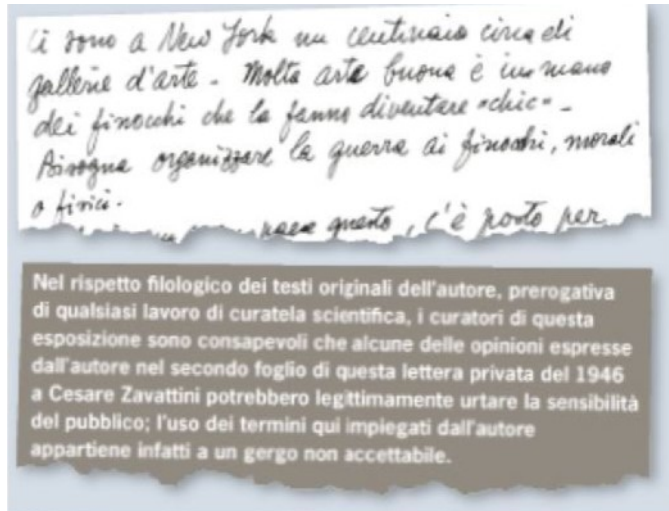 Ci sono a New York un centinaio circa di
gallerie d'arte - Molta arte buona è in mano
dei finocchi che la fanno diventare "chic" -
Bisogna organizzare la guerra ai finocchi, morali
o fisici.
paese questo, c'è posto per
Nel rispetto filologico dei testi originali dell'autore, prerogativa
di qualsiasi lavoro di curatela scientifica, i curatori di questa
esposizione sono consapevoli che alcune delle opinioni espresse
dall'autore nel secondo foglio di questa lettera privata del 1946
a Cesare Zavattini potrebbero legittimamente urtare la sensibilità
del pubblico; l'uso dei termini qui impiegati dall'autore
appartiene infatti a un gergo non accettabile.